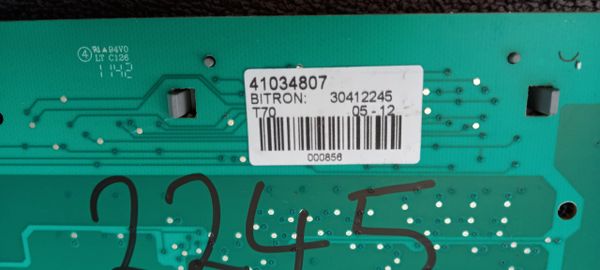 94V0
LT C126
1142
41034807
BITRON: 30412245
T70 05-12
000856
2245